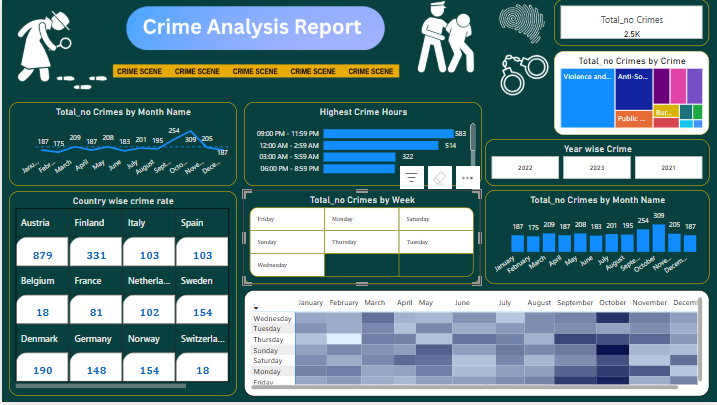 Crime Analysis Report
CRIME SCENE CRIME SCENE CRIME SCENE CRIME SCENE CRIME SCENE
Total_no Crimes
2.5K
Total_no Crimes by Crime
Violence and...
Anti-So...
Public ...
Bur...
Total_no Crimes by Month Name
187 175 209 187 208 183 201 195 254 309 205 187
Janu... Febr... March April May June July August Septe... Octo... Nove... Dece...
Highest Crime Hours
09:00 PM - 11:59 PM 583
12:00 AM - 2:59 AM 514
03:00 AM - 5:59 AM 322
06:00 PM - 8:59 PM
Year wise Crime
2022 2023 2021
Country wise crime rate
Austria Finland Italy Spain
879 331 103 103
Belgium France Netherla... Sweden
18 81 102 154
Denmark Germany Norway Switzerla...
190 148 154 18
Total_no Crimes by Week
Friday Monday Saturday
Sunday Thursday Tuesday
Wednesday
Total_no Crimes by Month Name
187 175 209 187 208 183 201 195 254 309 205 187
January February March April May June July August Septe... October Nove... Decem...
January February March April May June July August September October November Decem
Wednesday
Tuesday
Thursday
Sunday
Saturday
Monday
Friday